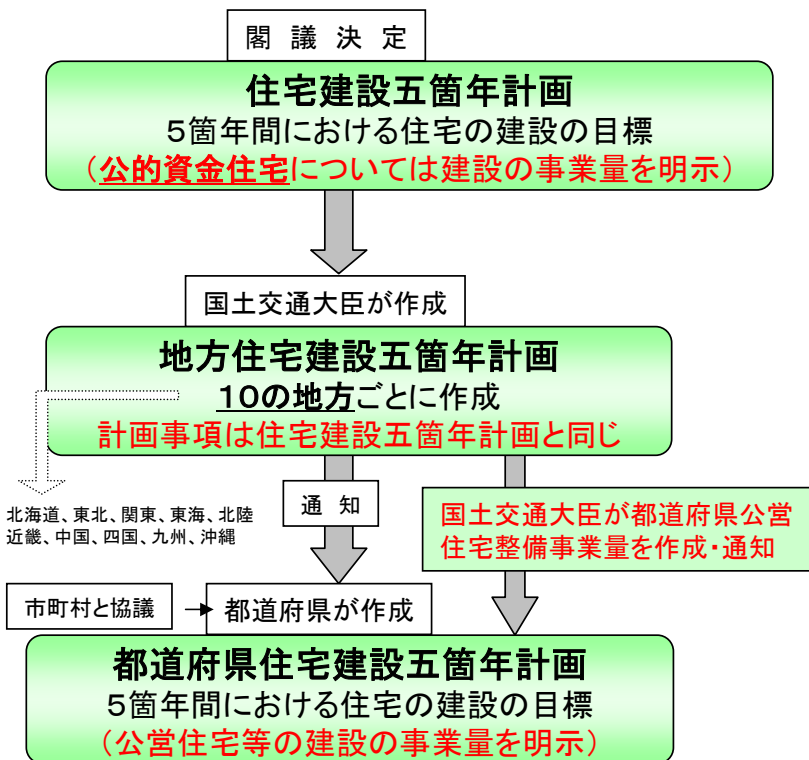 閣 議 決 定
住宅建設五箇年計画
5箇年間における住宅の建設の目標
（公的資金住宅については建設の事業量を明示）
国土交通大臣が作成
地方住宅建設五箇年計画
10の地方ごとに作成
計画事項は住宅建設五箇年計画と同じ
北海道、東北、関東、東海、北陸
近畿、中国、四国、九州、沖縄
通 知
国土交通大臣が都道府県公営
住宅整備事業量を作成・通知
市町村と協議
都道府県が作成
都道府県住宅建設五箇年計画
5箇年間における住宅の建設の目標
（公営住宅等の建設の事業量を明示）